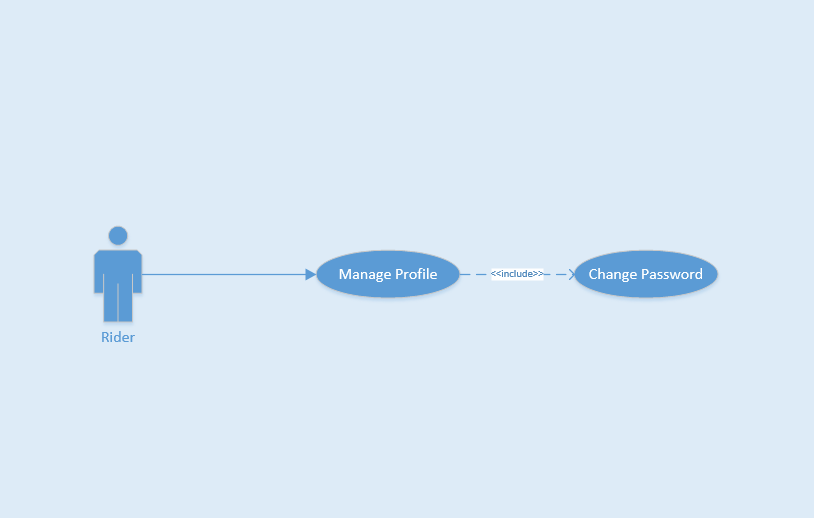 Manage Profile
<<include>>
Change Password
Rider